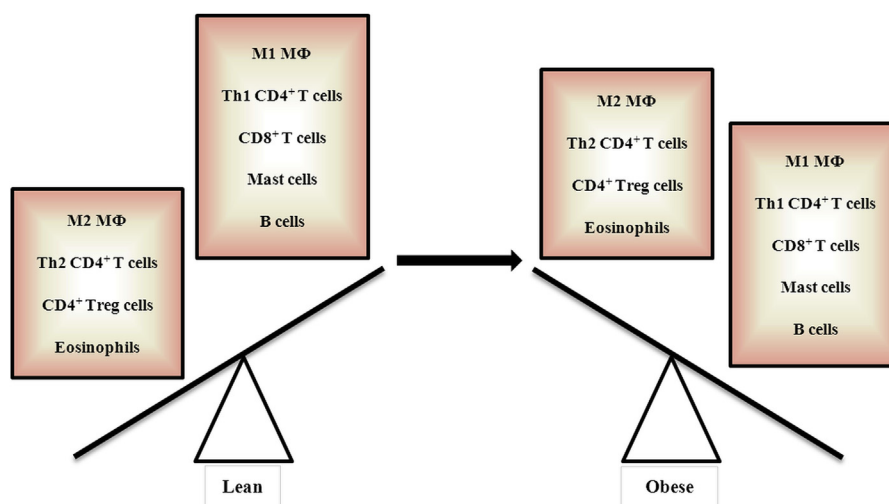 M1 MΦ
Th1 CD4⁺ T cells
CD8⁺ T cells
Mast cells
B cells
M2 MΦ
Th2 CD4⁺ T cells
CD4⁺ Treg cells
Eosinophils
Lean
M2 MΦ
Th2 CD4⁺ T cells
CD4⁺ Treg cells
Eosinophils
M1 MΦ
Th1 CD4⁺ T cells
CD8⁺ T cells
Mast cells
B cells
Obese